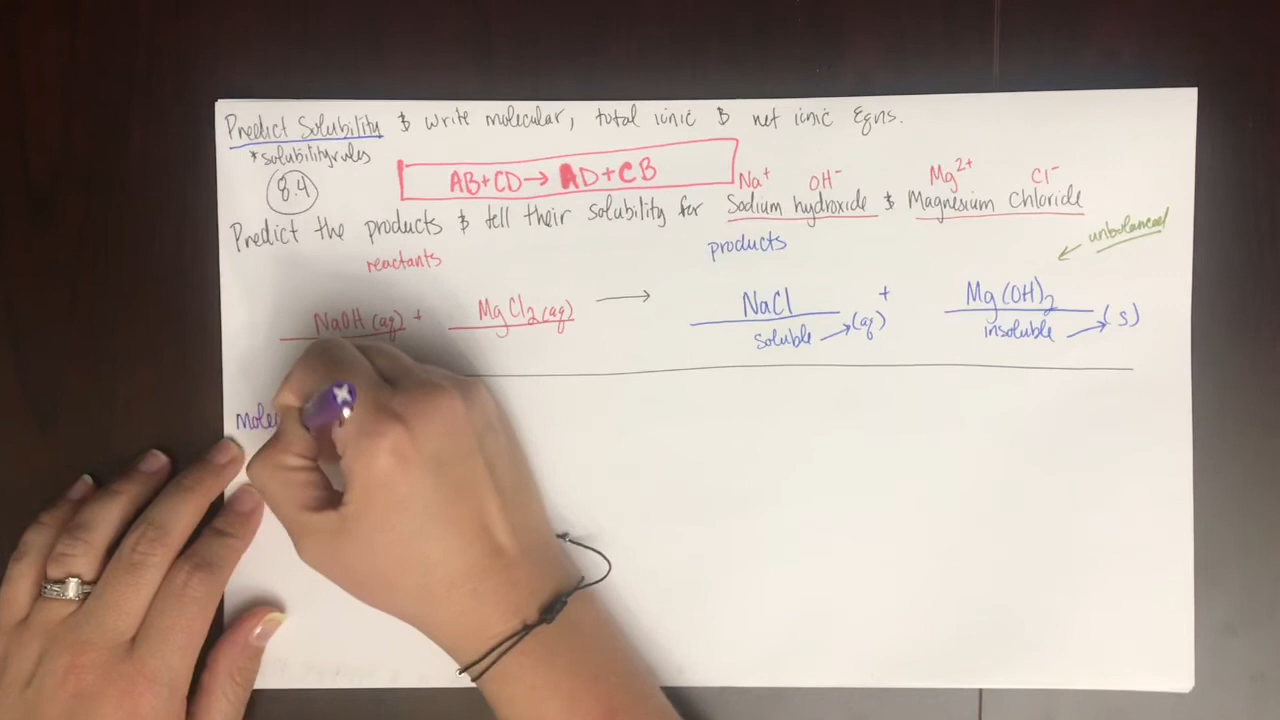 Predict Solubility & write molecular, total ionic & net ionic Eqns.
*solubility rules
8.4
AB+CD→ AD+CB
Na⁺ OH⁻ Mg²⁺ Cl⁻
Predict the products & tell their solubility for Sodium hydroxide & Magnesium Chloride
unbalanced
reactants products
NaOH (aq) + MgCl₂ (aq) → NaCl + Mg(OH)₂
soluble → (aq) insoluble → (s)
molec